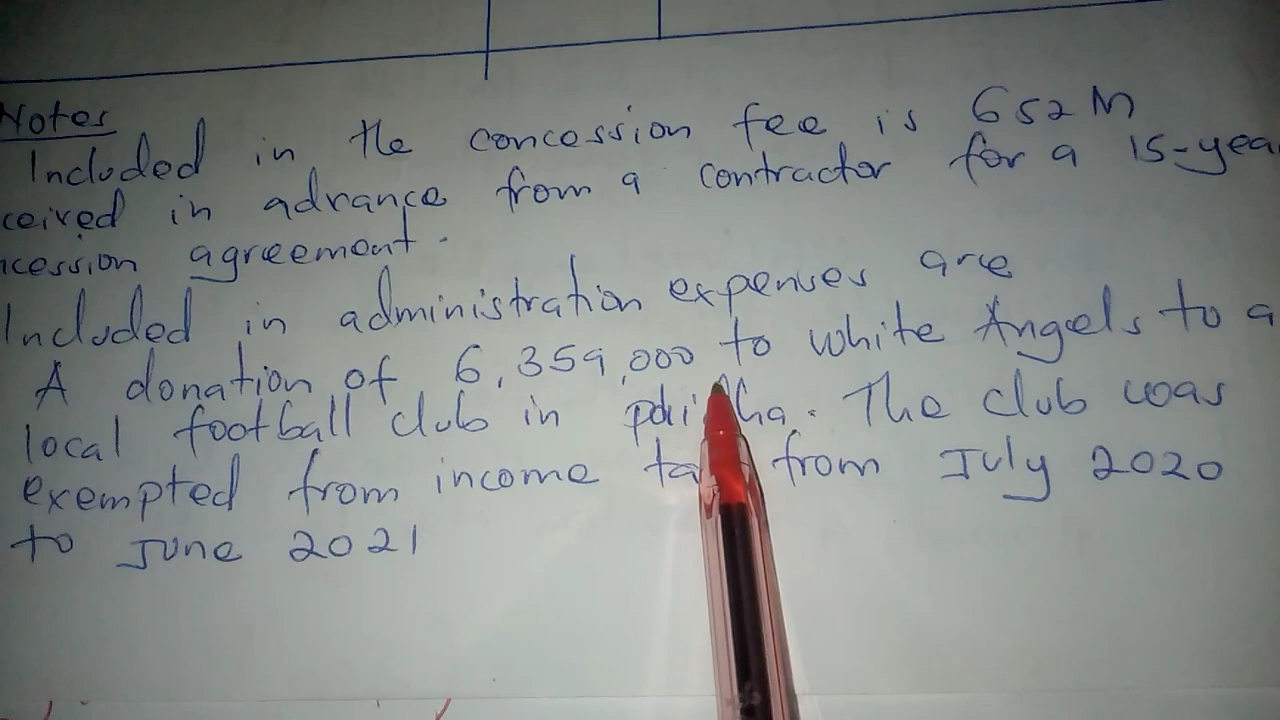 Notes
Included in the concession fee is 652M
ceived in advance from a contractor for a 15-yea
ncession agreement.
Included in administration expenses are
A donation of 6,359,000 to white Angels to a
local football club in
exempted from income from July 2020
to June 2021
The club was